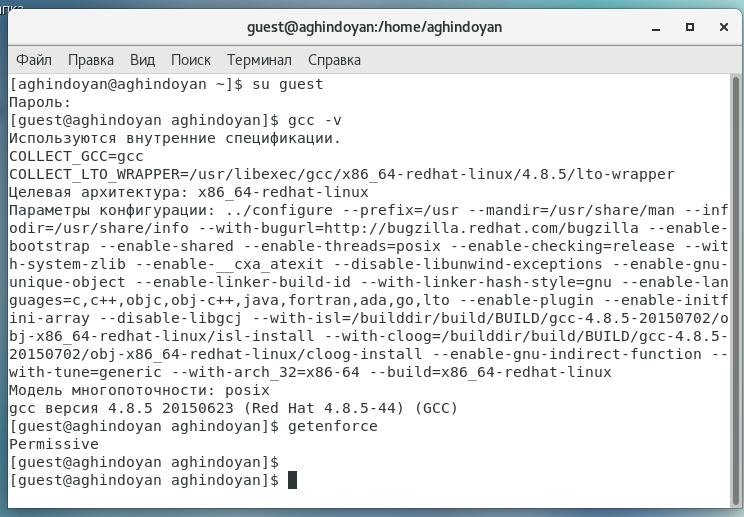 апка
guest@aghindoyan:/home/aghindoyan
Файл Правка Вид Поиск Терминал Справка
[aghindoyan@aghindoyan ~]$ su guest
Пароль:
[guest@aghindoyan aghindoyan]$ gcc -v
Используются внутренние спецификации.
COLLECT_GCC=gcc
COLLECT_LTO_WRAPPER=/usr/libexec/gcc/x86_64-redhat-linux/4.8.5/lto-wrapper
Целевая архитектура: x86_64-redhat-linux
Параметры конфигурации: ../configure --prefix=/usr --mandir=/usr/share/man --inf
odir=/usr/share/info --with-bugurl=http://bugzilla.redhat.com/bugzilla --enable-
bootstrap --enable-shared --enable-threads=posix --enable-checking=release --wit
h-system-zlib --enable-__cxa_atexit --disable-libunwind-exceptions --enable-gnu-
unique-object --enable-linker-build-id --with-linker-hash-style=gnu --enable-lan
guages=c,c++,objc,obj-c++,java,fortran,ada,go,lto --enable-plugin --enable-initf
ini-array --disable-libgcj --with-isl=/builddir/build/BUILD/gcc-4.8.5-20150702/o
bj-x86_64-redhat-linux/isl-install --with-cloog=/builddir/build/BUILD/gcc-4.8.5-
20150702/obj-x86_64-redhat-linux/cloog-install --enable-gnu-indirect-function --
with-tune=generic --with-arch_32=x86-64 --build=x86_64-redhat-linux
Модель многопоточности: posix
gcc версия 4.8.5 20150623 (Red Hat 4.8.5-44) (GCC)
[guest@aghindoyan aghindoyan]$ getenforce
Permissive
[guest@aghindoyan aghindoyan]$
[guest@aghindoyan aghindoyan]$